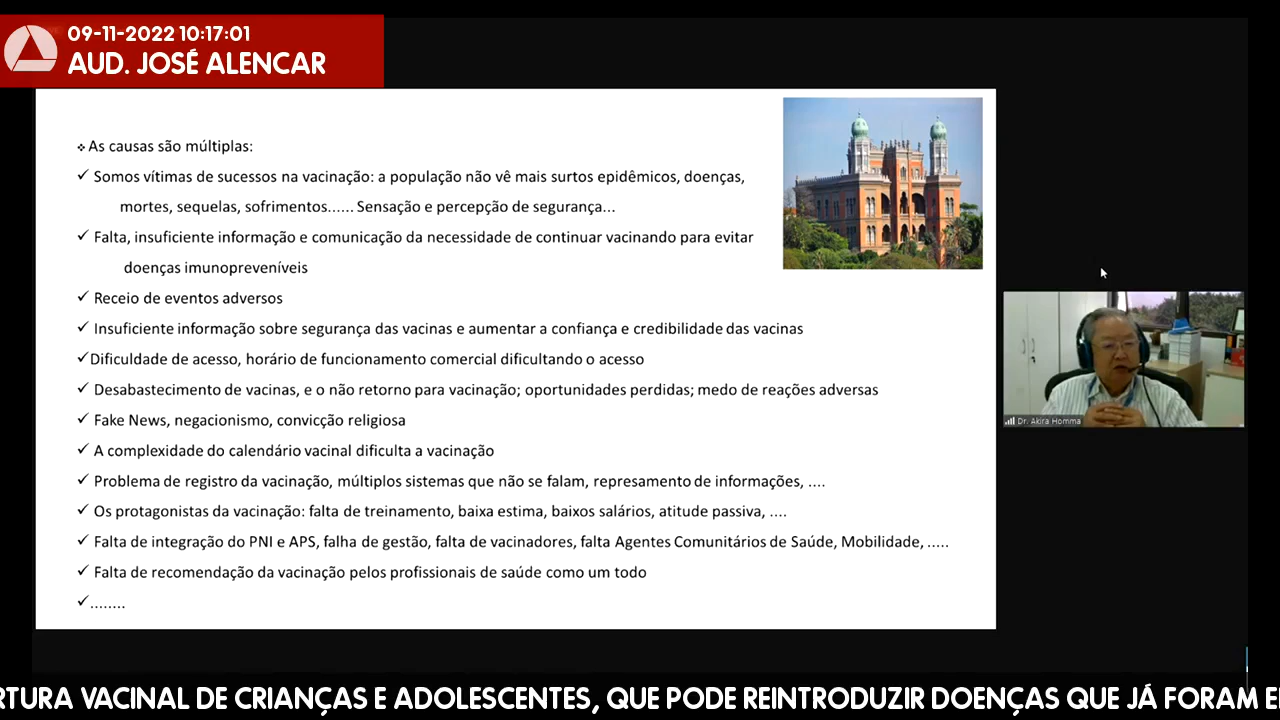 09-11-2022 10:17:01
AUD. JOSÉ ALENCAR
❖ As causas são múltiplas:
✓ Somos vítimas de sucessos na vacinação: a população não vê mais surtos epidêmicos, doenças,
mortes, sequelas, sofrimentos...... Sensação e percepção de segurança...
✓ Falta, insuficiente informação e comunicação da necessidade de continuar vacinando para evitar
doenças imunopreveníveis
✓ Receio de eventos adversos
✓ Insuficiente informação sobre segurança das vacinas e aumentar a confiança e credibilidade das vacinas
✓Dificuldade de acesso, horário de funcionamento comercial dificultando o acesso
✓ Desabastecimento de vacinas, e o não retorno para vacinação; oportunidades perdidas; medo de reações adversas
✓ Fake News, negacionismo, convicção religiosa
✓ A complexidade do calendário vacinal dificulta a vacinação
✓ Problema de registro da vacinação, múltiplos sistemas que não se falam, represamento de informações, ....
✓ Os protagonistas da vacinação: falta de treinamento, baixa estima, baixos salários, atitude passiva, ....
✓ Falta de integração do PNI e APS, falha de gestão, falta de vacinadores, falta Agentes Comunitários de Saúde, Mobilidade, .....
✓ Falta de recomendação da vacinação pelos profissionais de saúde como um todo
✓........
Dr. Akira Homma
RTURA VACINAL DE CRIANÇAS E ADOLESCENTES, QUE PODE REINTRODUZIR DOENÇAS QUE JÁ FORAM